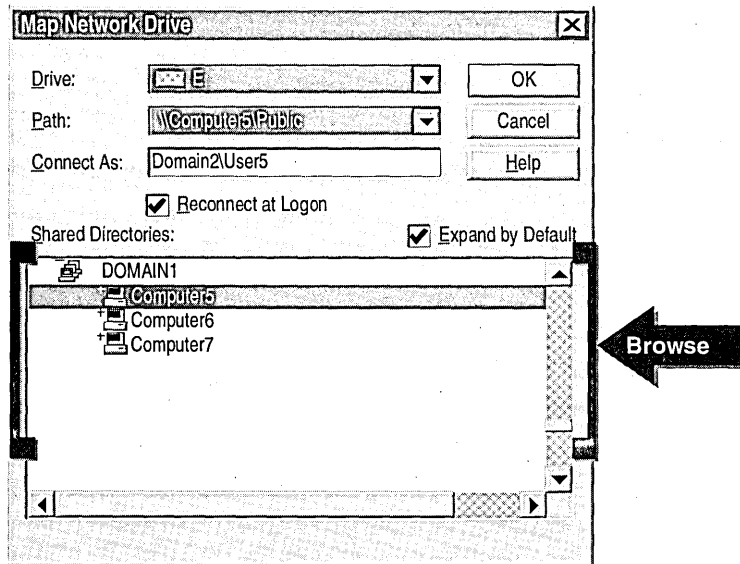 Map Network Drive
Drive: E OK
Path: \\Computer5\Public Cancel
Connect As: Domain2\User5 Help
Reconnect at Logon
Shared Directories: Expand by Default
DOMAIN1
Computer5
Computer6
Computer7
Browse